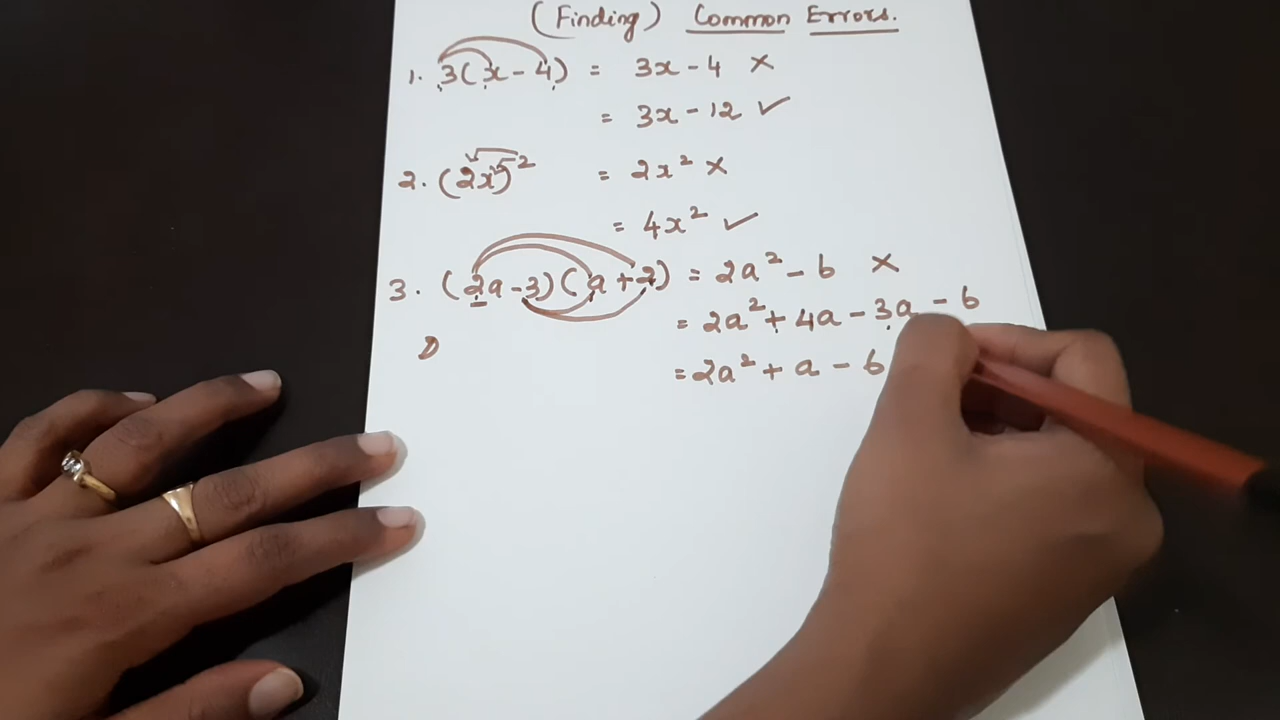 (Finding) Common Errors.
1. 3(x - 4) = 3x - 4 ×
= 3x - 12 ✓
2. (2x)² = 2x² ×
= 4x² ✓
3. (2a - 3)(a + 2) = 2a² - 6 ×
= 2a² + 4a - 3a - 6
= 2a² + a - 6